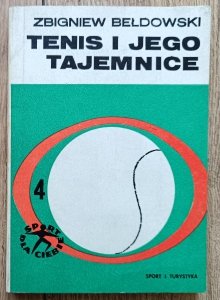 ZBIGNIEW BEŁDOWSKI
TENIS I JEGO
TAJEMNICE
4
SPORT
DLA CIEBIE
SPORT i TURYSTYKA